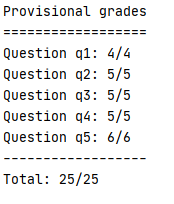 Provisional grades
==================
Question q1: 4/4
Question q2: 5/5
Question q3: 5/5
Question q4: 5/5
Question q5: 6/6
------------------
Total: 25/25